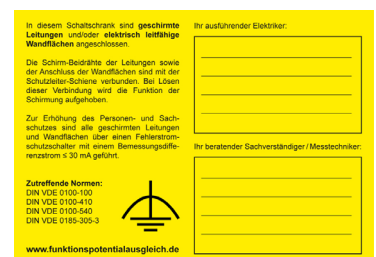 In diesem Schaltschrank sind geschirmte
Leitungen und/oder elektrisch leitfähige
Wandflächen angeschlossen.
Die Schirm-Beidrähte der Leitungen sowie
der Anschluss der Wandflächen sind mit der
Schutzleiter-Schiene verbunden. Bei Lösen
dieser Verbindung wird die Funktion der
Schirmung aufgehoben.
Zur Erhöhung des Personen- und Sach-
schutzes sind alle geschirmten Leitungen
und Wandflächen über einen Fehlerstrom-
schutzschalter mit einem Bemessungsdiffe-
renzstrom ≤ 30 mA geführt.
Zutreffende Normen:
DIN VDE 0100-100
DIN VDE 0100-410
DIN VDE 0100-540
DIN VDE 0185-305-3
www.funktionspotentialausgleich.de
Ihr ausführender Elektriker:
Ihr beratender Sachverständiger / Messtechniker: